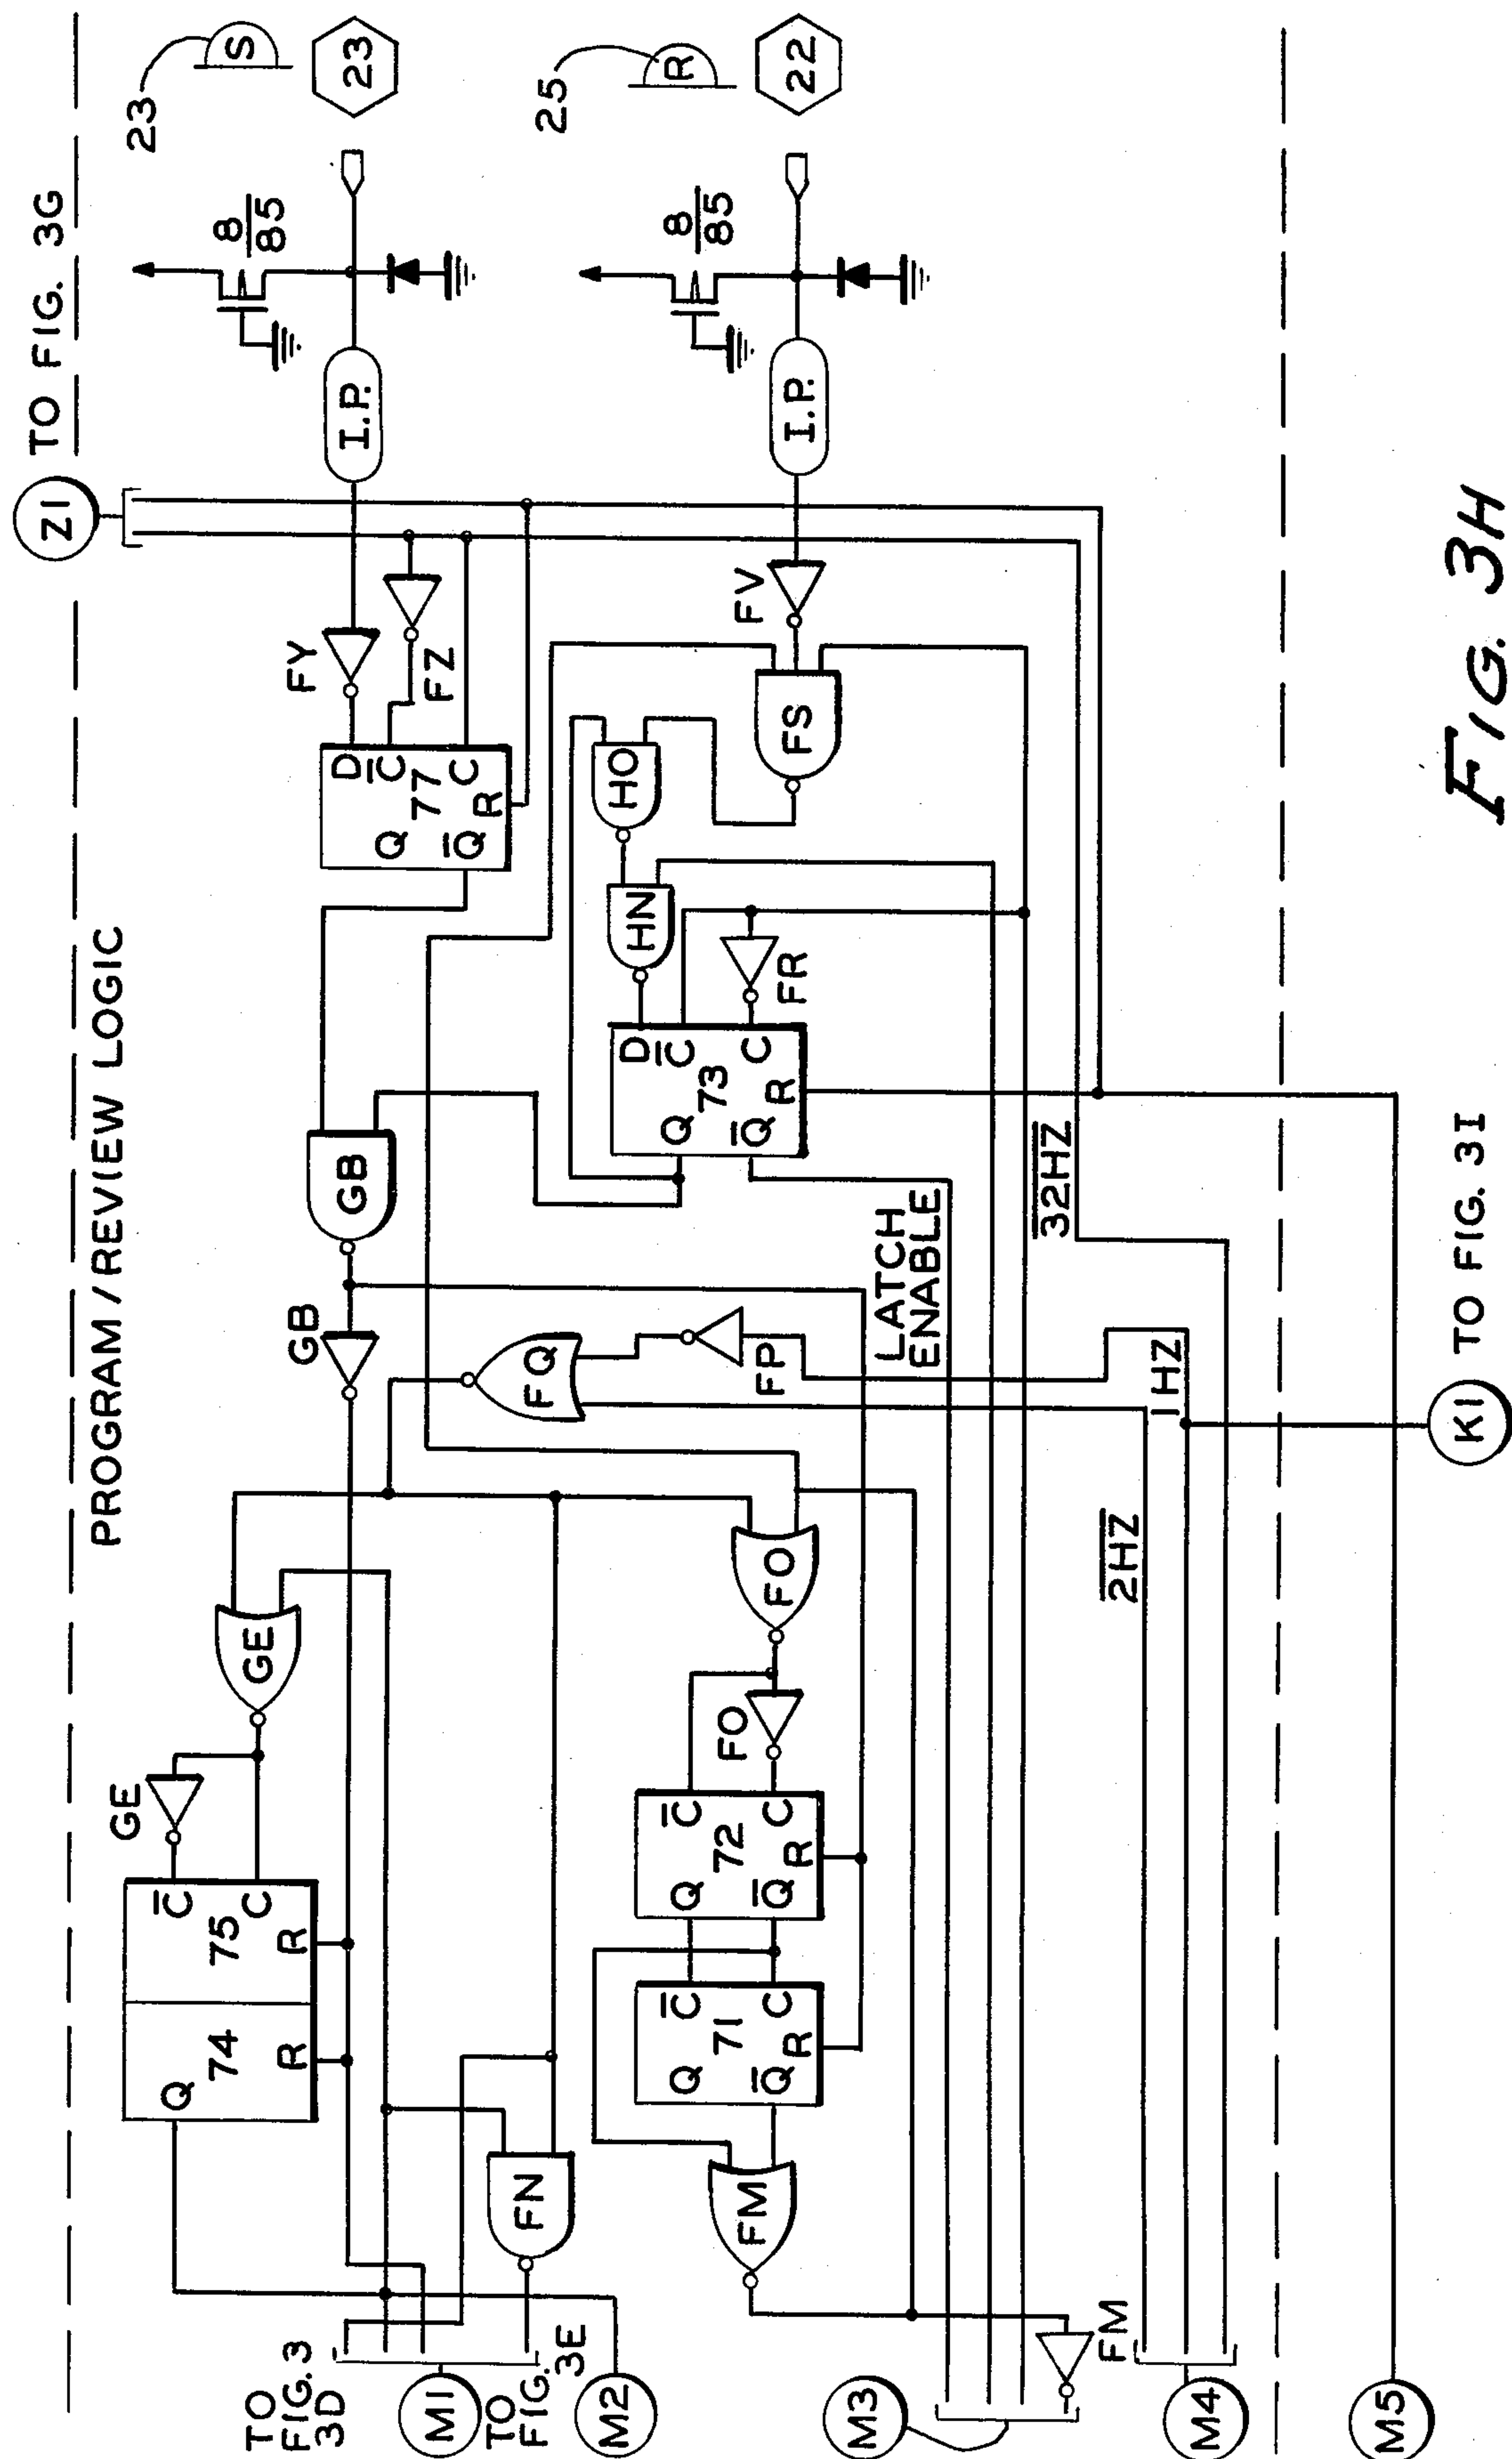 Z1 TO FIG. 3G
PROGRAM/REVIEW LOGIC
23
S
23
8
85
I.P.
FY
FZ
D
C̅
C
77
Q
Q̅
R
GB
GB
GE
GE
C̅
C
75
R
74
Q
R
TO
FIG. 3
3D
M1
TO
FIG.
3E
M2
FN
FQ
FP
25
R
22
8
85
I.P.
FV
FS
HO
HN
FR
D
C̅
C
73
Q
Q̅
R
FO
FO
C̅
C
72
Q
Q̅
R
C̅
C
71
Q
Q̅
R
FM
FM
LATCH
ENABLE
3̅2̅H̅Z̅
1HZ
2̅H̅Z̅
M3
M4
M5
K1 TO FIG. 3I
FIG. 3H